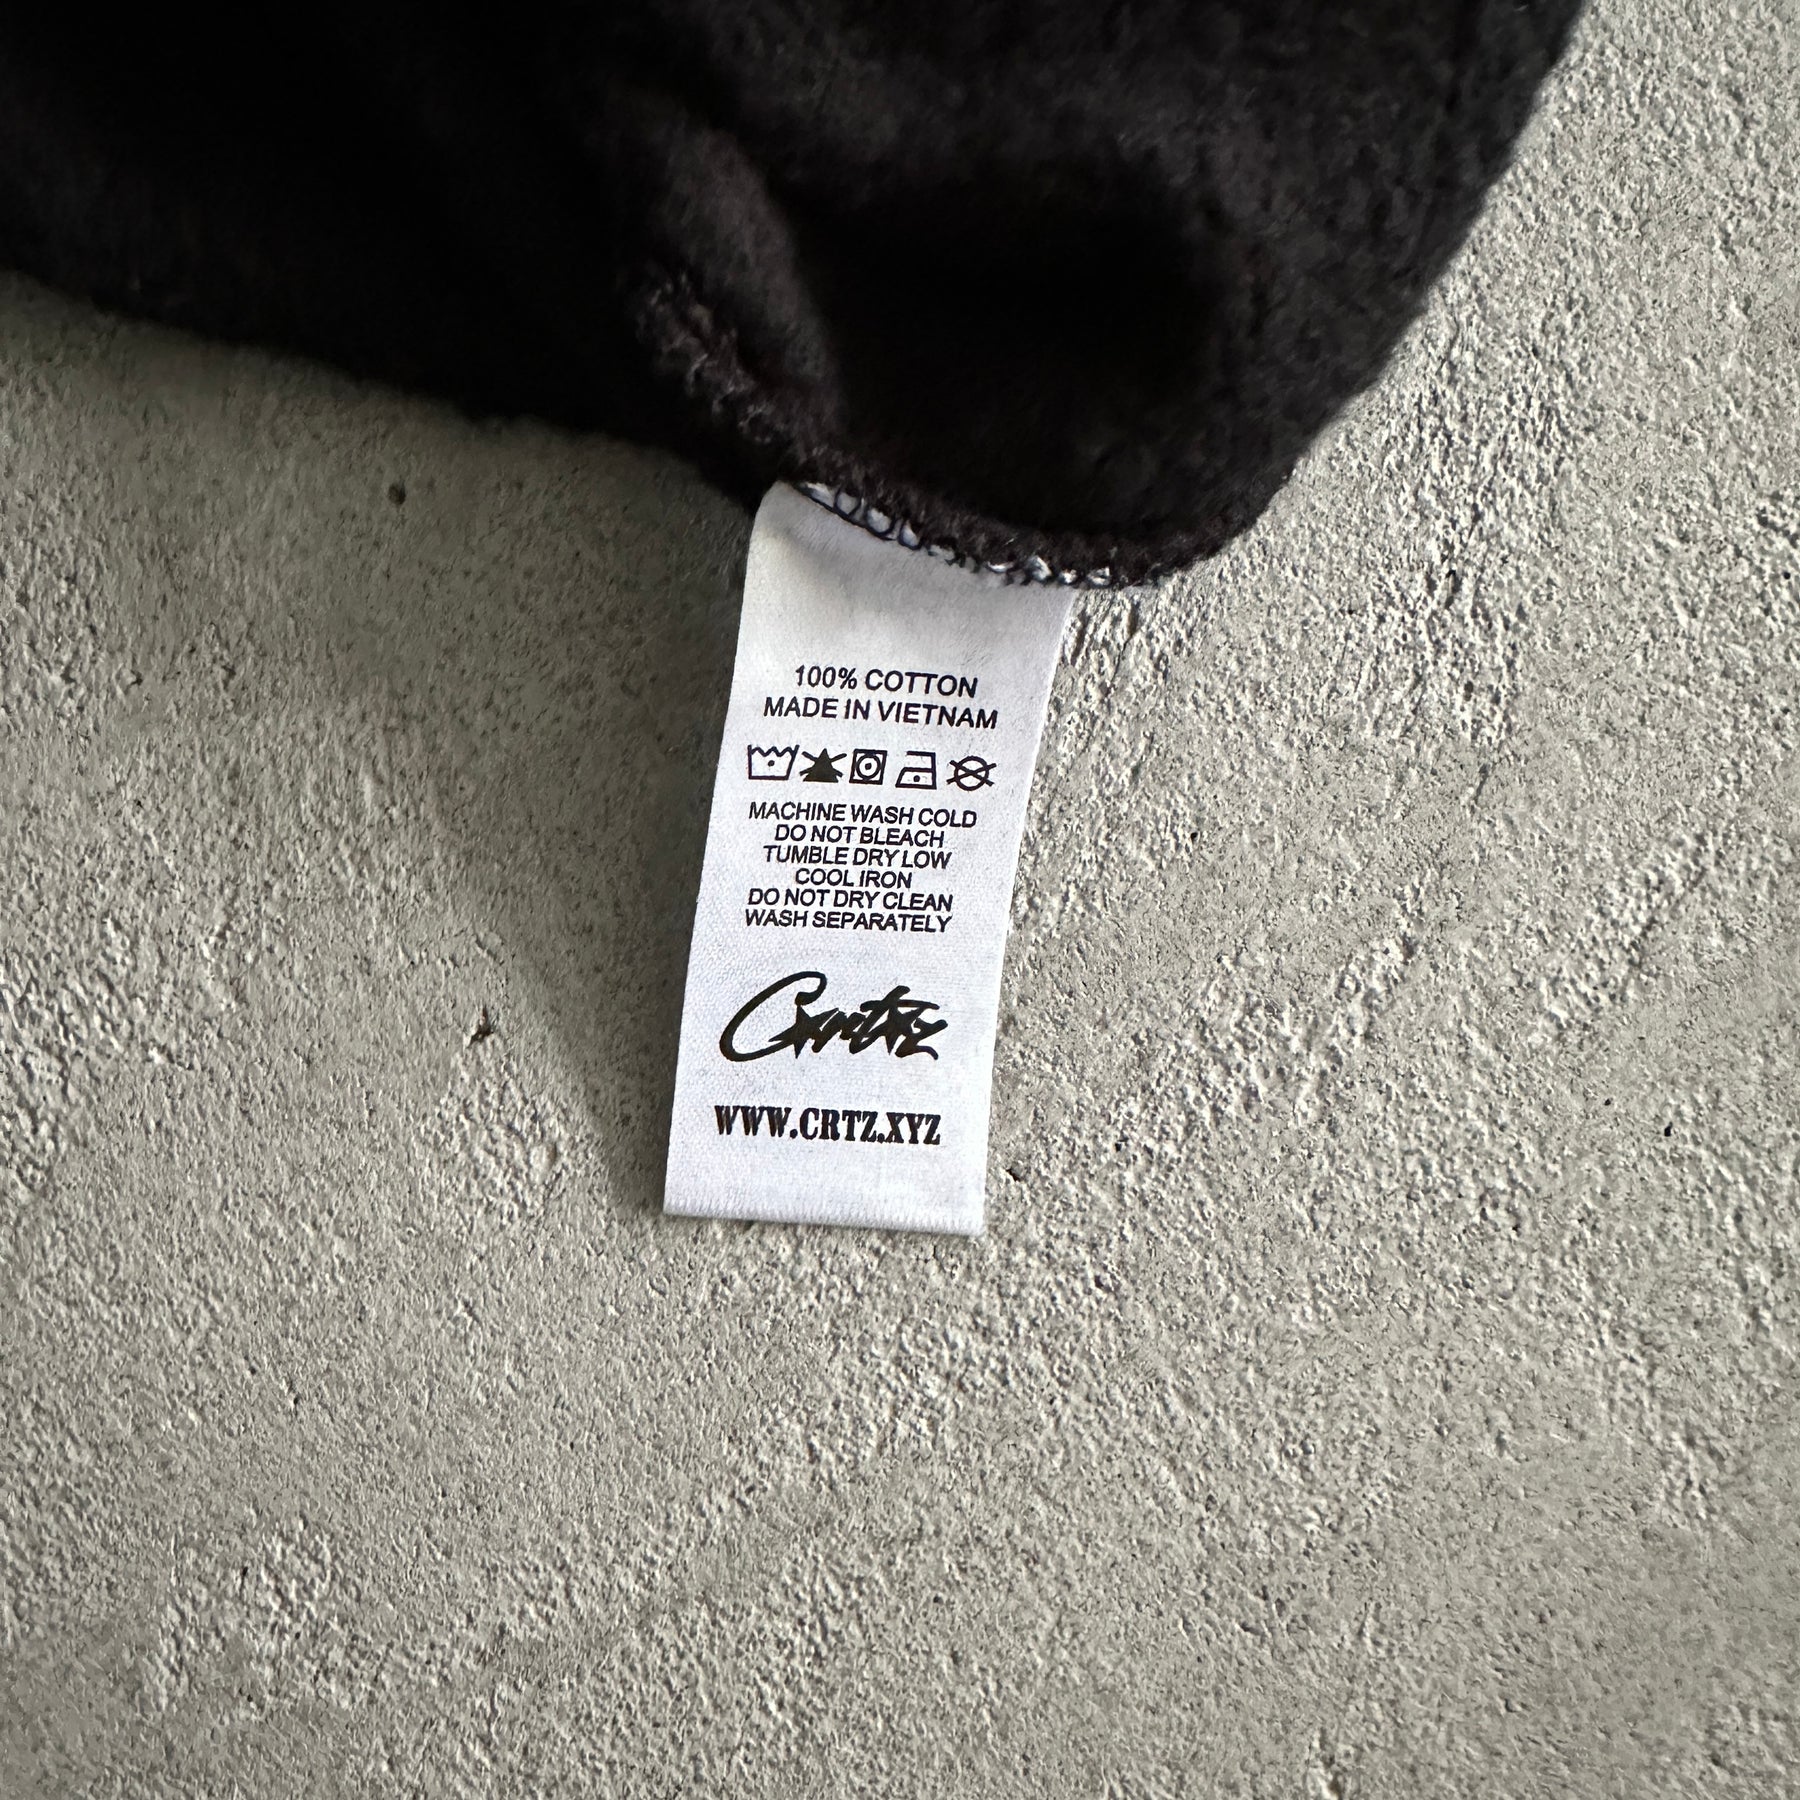 100% COTTON
MADE IN VIETNAM
MACHINE WASH COLD
DO NOT BLEACH
TUMBLE DRY LOW
COOL IRON
DO NOT DRY CLEAN
WASH SEPARATELY
Crtz
WWW.CRTZ.XYZ